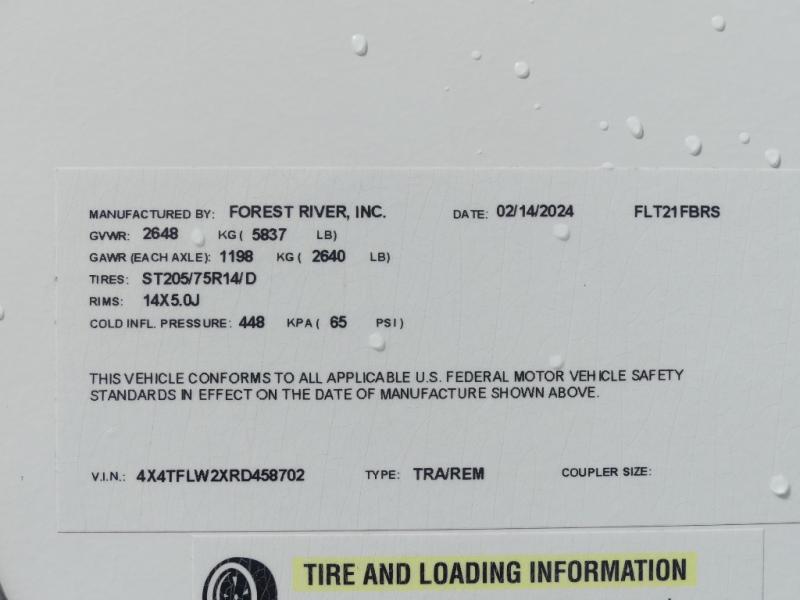 MANUFACTURED BY: FOREST RIVER, INC. DATE: 02/14/2024 FLT21FBRS
GVWR: 2648 KG( 5837 LB)
GAWR (EACH AXLE): 1198 KG( 2640 LB)
TIRES: ST205/75R14/D
RIMS: 14X5.0J
COLD INFL. PRESSURE: 448 KPA( 65 PSI)
THIS VEHICLE CONFORMS TO ALL APPLICABLE U.S. FEDERAL MOTOR VEHICLE SAFETY
STANDARDS IN EFFECT ON THE DATE OF MANUFACTURE SHOWN ABOVE.
V.I.N.: 4X4TFLW2XRD458702 TYPE: TRA/REM COUPLER SIZE:
TIRE AND LOADING INFORMATION